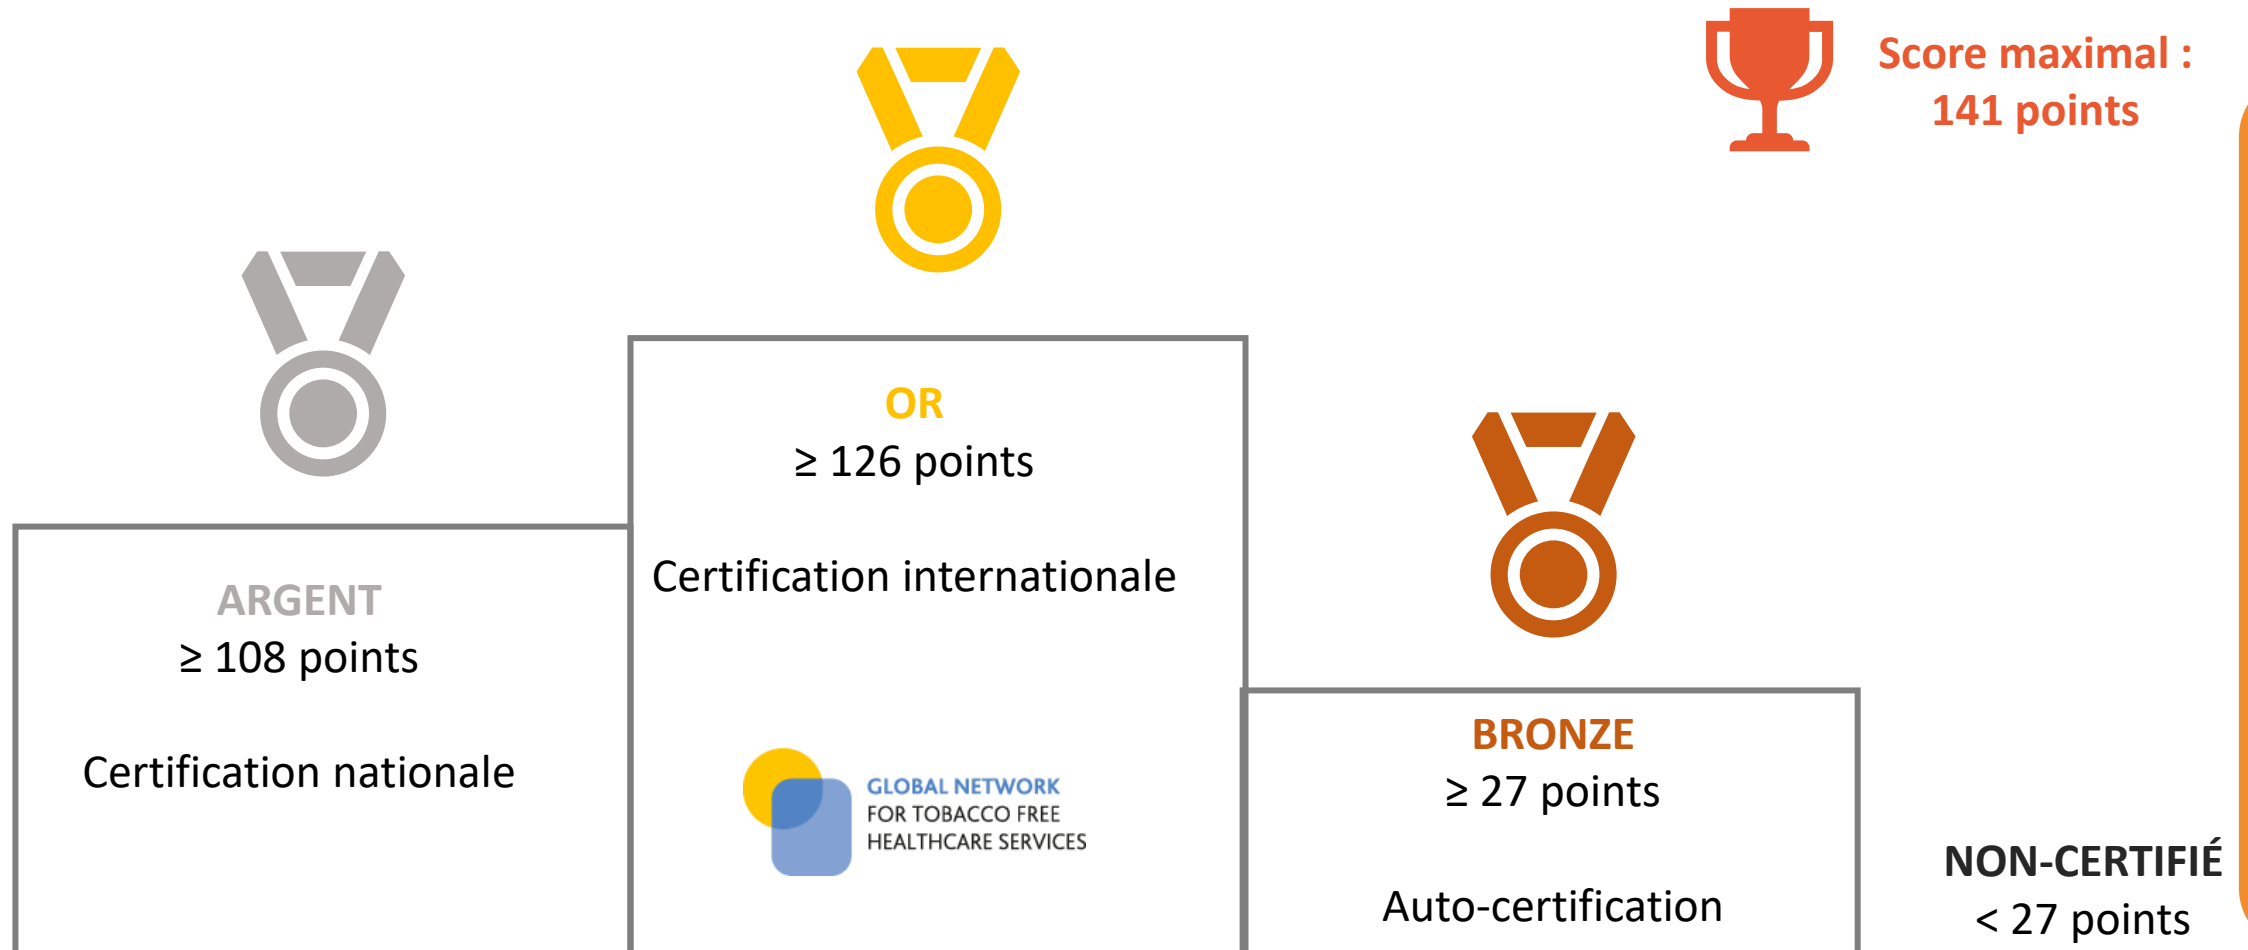 Score maximal :
141 points
OR
≥ 126 points
Certification internationale
GLOBAL NETWORK
FOR TOBACCO FREE
HEALTHCARE SERVICES
ARGENT
≥ 108 points
Certification nationale
BRONZE
≥ 27 points
Auto-certification
NON-CERTIFIÉ
< 27 points